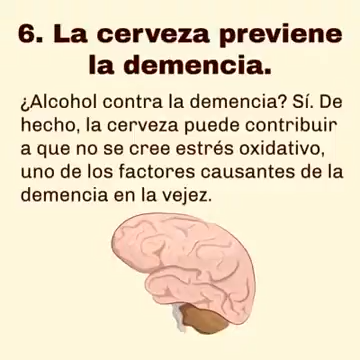 6. La cerveza previene
la demencia.
¿Alcohol contra la demencia? Sí. De
hecho, la cerveza puede contribuir
a que no se cree estrés oxidativo,
uno de los factores causantes de la
demencia en la vejez.